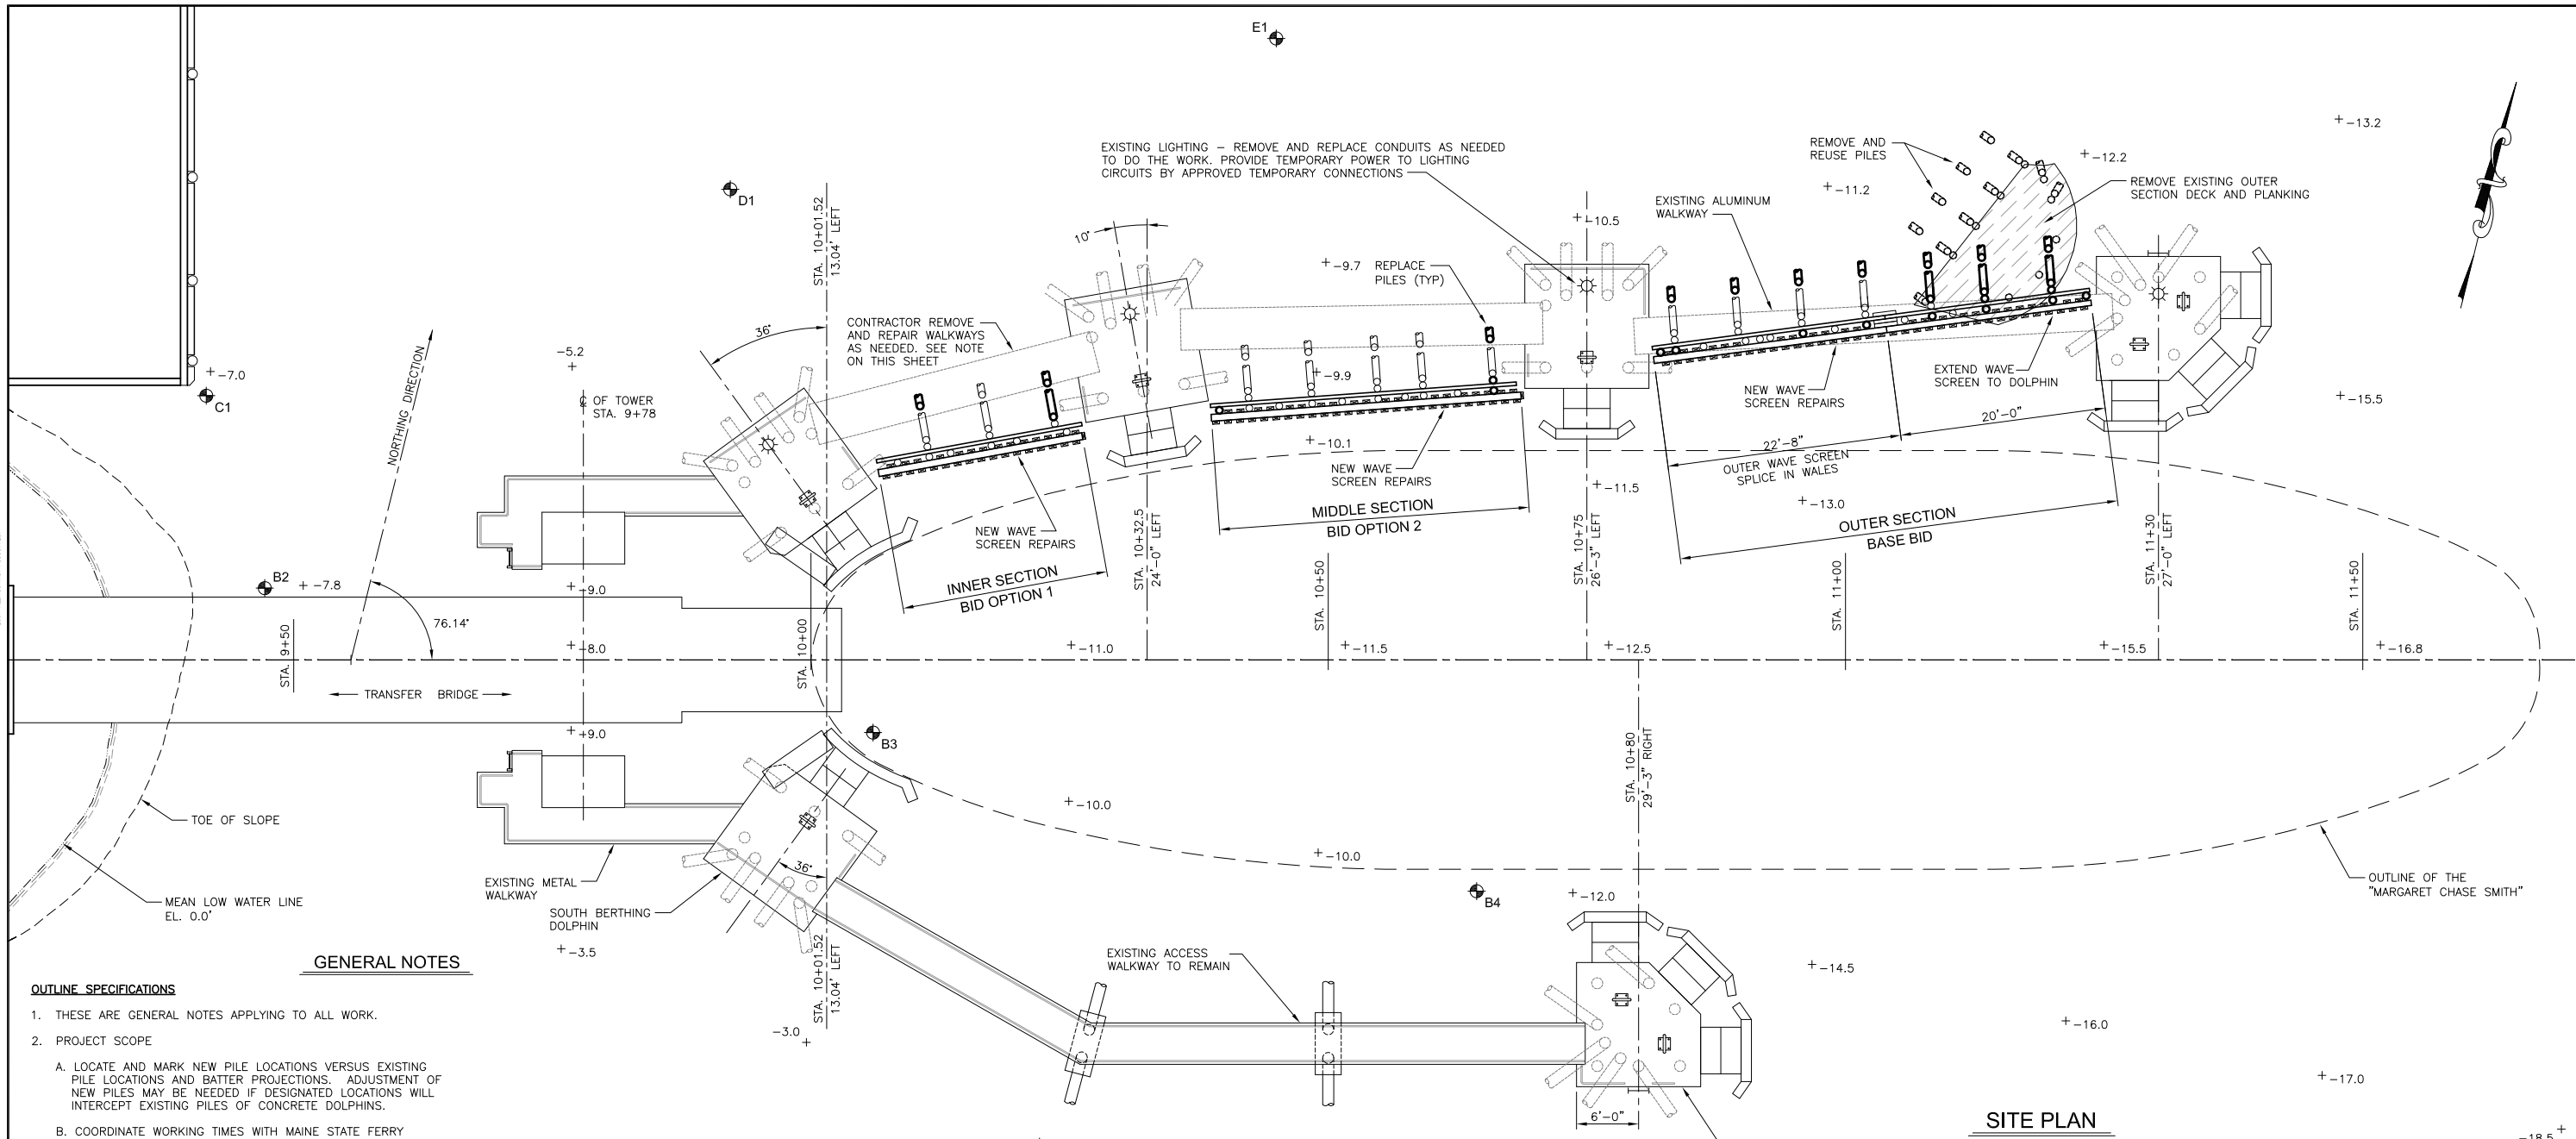 E1
-13.2
EXISTING LIGHTING – REMOVE AND REPLACE CONDUITS AS NEEDED
TO DO THE WORK. PROVIDE TEMPORARY POWER TO LIGHTING
CIRCUITS BY APPROVED TEMPORARY CONNECTIONS
REMOVE AND
REUSE PILES
-12.2
REMOVE EXISTING OUTER
SECTION DECK AND PLANKING
-11.2
EXISTING ALUMINUM
WALKWAY
D1
STA. 10+01.52
13.04' LEFT
10°
-10.5
-9.7
REPLACE
PILES (TYP)
36°
CONTRACTOR REMOVE
AND REPAIR WALKWAYS
AS NEEDED. SEE NOTE
ON THIS SHEET
NORTHING DIRECTION
-5.2
-7.0
C1
℄ OF TOWER
STA. 9+78
-9.9
EXTEND WAVE
SCREEN TO DOLPHIN
NEW WAVE
SCREEN REPAIRS
-15.5
20'-0"
22'-8"
OUTER WAVE SCREEN
SPLICE IN WALES
-10.1
NEW WAVE
SCREEN REPAIRS
-11.5
-13.0
MIDDLE SECTION
BID OPTION 2
OUTER SECTION
BASE BID
NEW WAVE
SCREEN REPAIRS
STA. 10+32.5
24'-0" LEFT
STA. 10+75
26'-3" LEFT
STA. 11+30
27'-0" LEFT
INNER SECTION
BID OPTION 1
B2
-7.8
-9.0
STA. 10+50
STA. 11+00
STA. 11+50
76.14°
STA. 9+50
-8.0
STA. 10+00
-11.0
-11.5
-12.5
-15.5
-16.8
TRANSFER BRIDGE
-9.0
B3
STA. 10+80
29'-3" RIGHT
-10.0
TOE OF SLOPE
-10.0
36°
EXISTING METAL
WALKWAY
OUTLINE OF THE
"MARGARET CHASE SMITH"
MEAN LOW WATER LINE
EL. 0.0'
B4
-12.0
SOUTH BERTHING
DOLPHIN
-3.5
STA. 10+01.52
13.04' LEFT
EXISTING ACCESS
WALKWAY TO REMAIN
-14.5
-3.0
-16.0
-17.0
6'-0"
SITE PLAN
-18.5
GENERAL NOTES
OUTLINE SPECIFICATIONS
1. THESE ARE GENERAL NOTES APPLYING TO ALL WORK.
2. PROJECT SCOPE
A. LOCATE AND MARK NEW PILE LOCATIONS VERSUS EXISTING
PILE LOCATIONS AND BATTER PROJECTIONS. ADJUSTMENT OF
NEW PILES MAY BE NEEDED IF DESIGNATED LOCATIONS WILL
INTERCEPT EXISTING PILES OF CONCRETE DOLPHINS.
B. COORDINATE WORKING TIMES WITH MAINE STATE FERRY